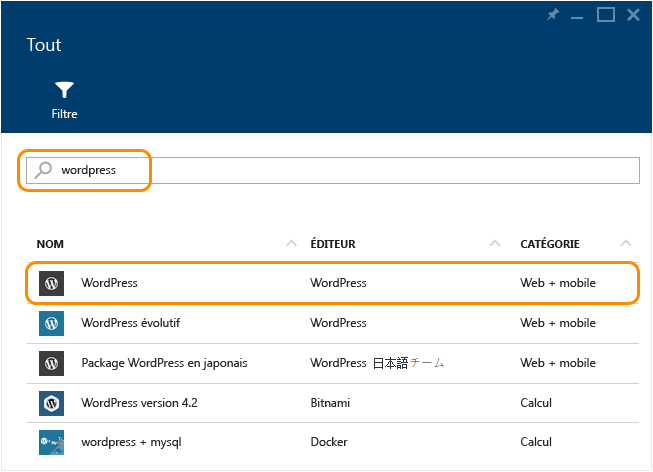 Tout
Filtre
wordpress
NOM ÉDITEUR CATÉGORIE
WordPress WordPress Web + mobile
WordPress évolutif WordPress Web + mobile
Package WordPress en japonais WordPress 日本語チーム Web + mobile
WordPress version 4.2 Bitnami Calcul
wordpress + mysql Docker Calcul